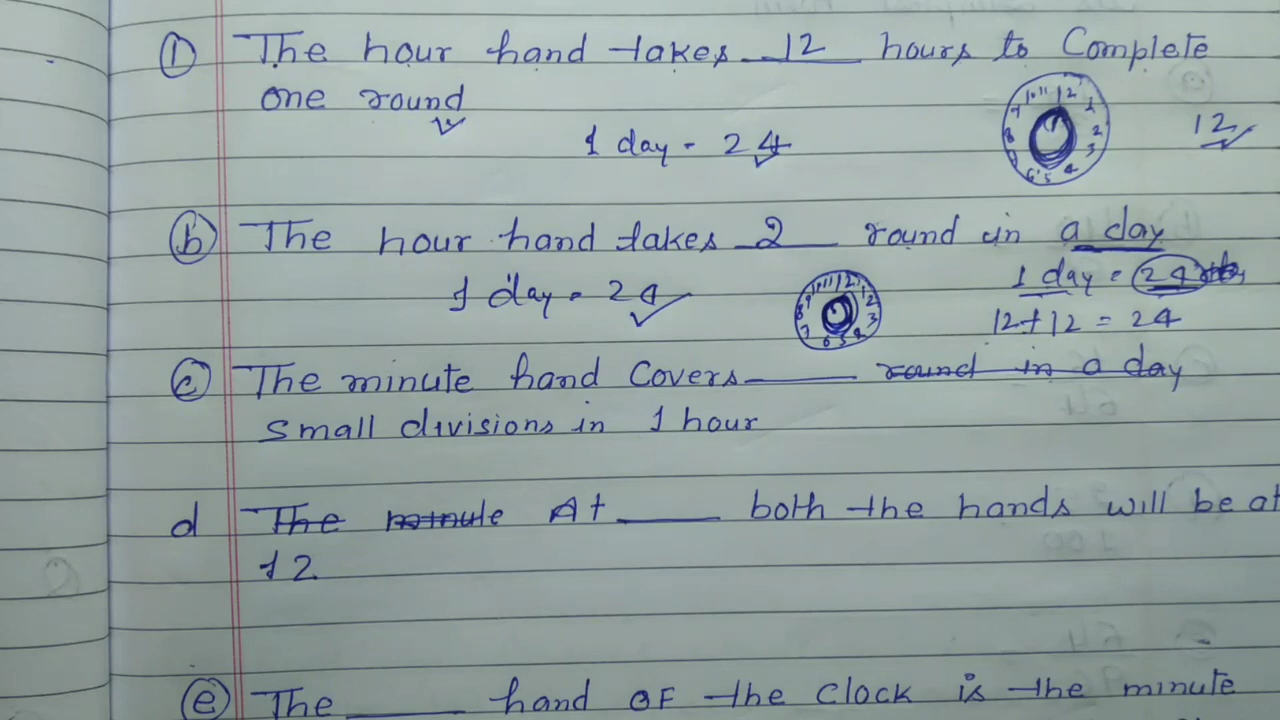 ① The hour hand takes 12 hours to Complete
one round
1 day - 24
12
ⓑ The hour hand takes 2 round in a day
1 day = 24
1 day = 24
12+12 = 24
ⓒ The minute hand Covers ____ round in a day
Small divisions in 1 hour
d The minute At ____ both the hands will be at
12
ⓔ The ____ hand OF the Clock is the minute